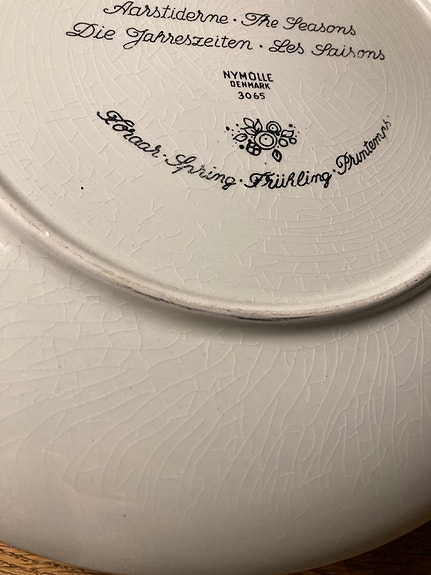 Aarstiderne · The Seasons
Die Jahreszeiten · Les Saisons
NYMØLLE
DENMARK
3065
Foraar · Spring · Frühling · Printemps ·